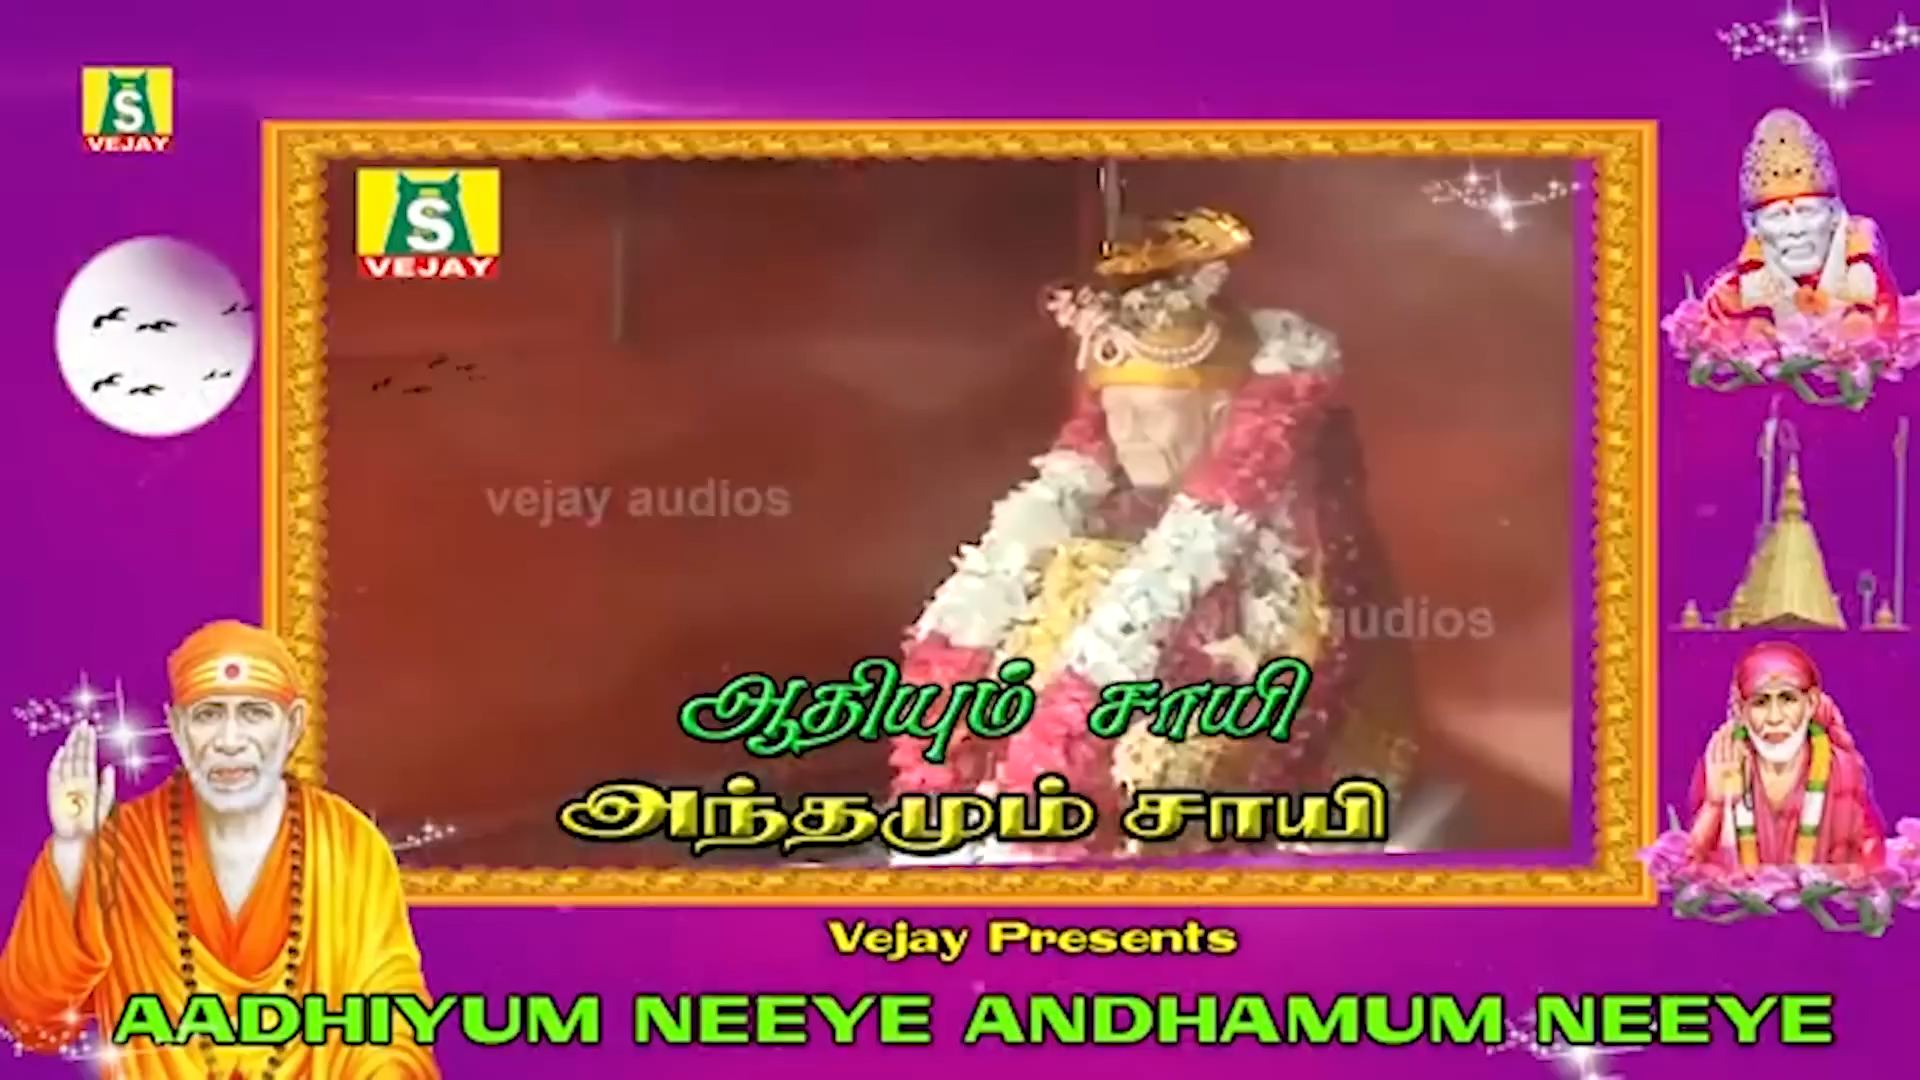 S
VEJAY
S
VEJAY
vejay audios
audios
ஆதியும் சாயி
அந்தமும் சாயி
Vejay Presents
AADHIYUM NEEYE ANDHAMUM NEEYE